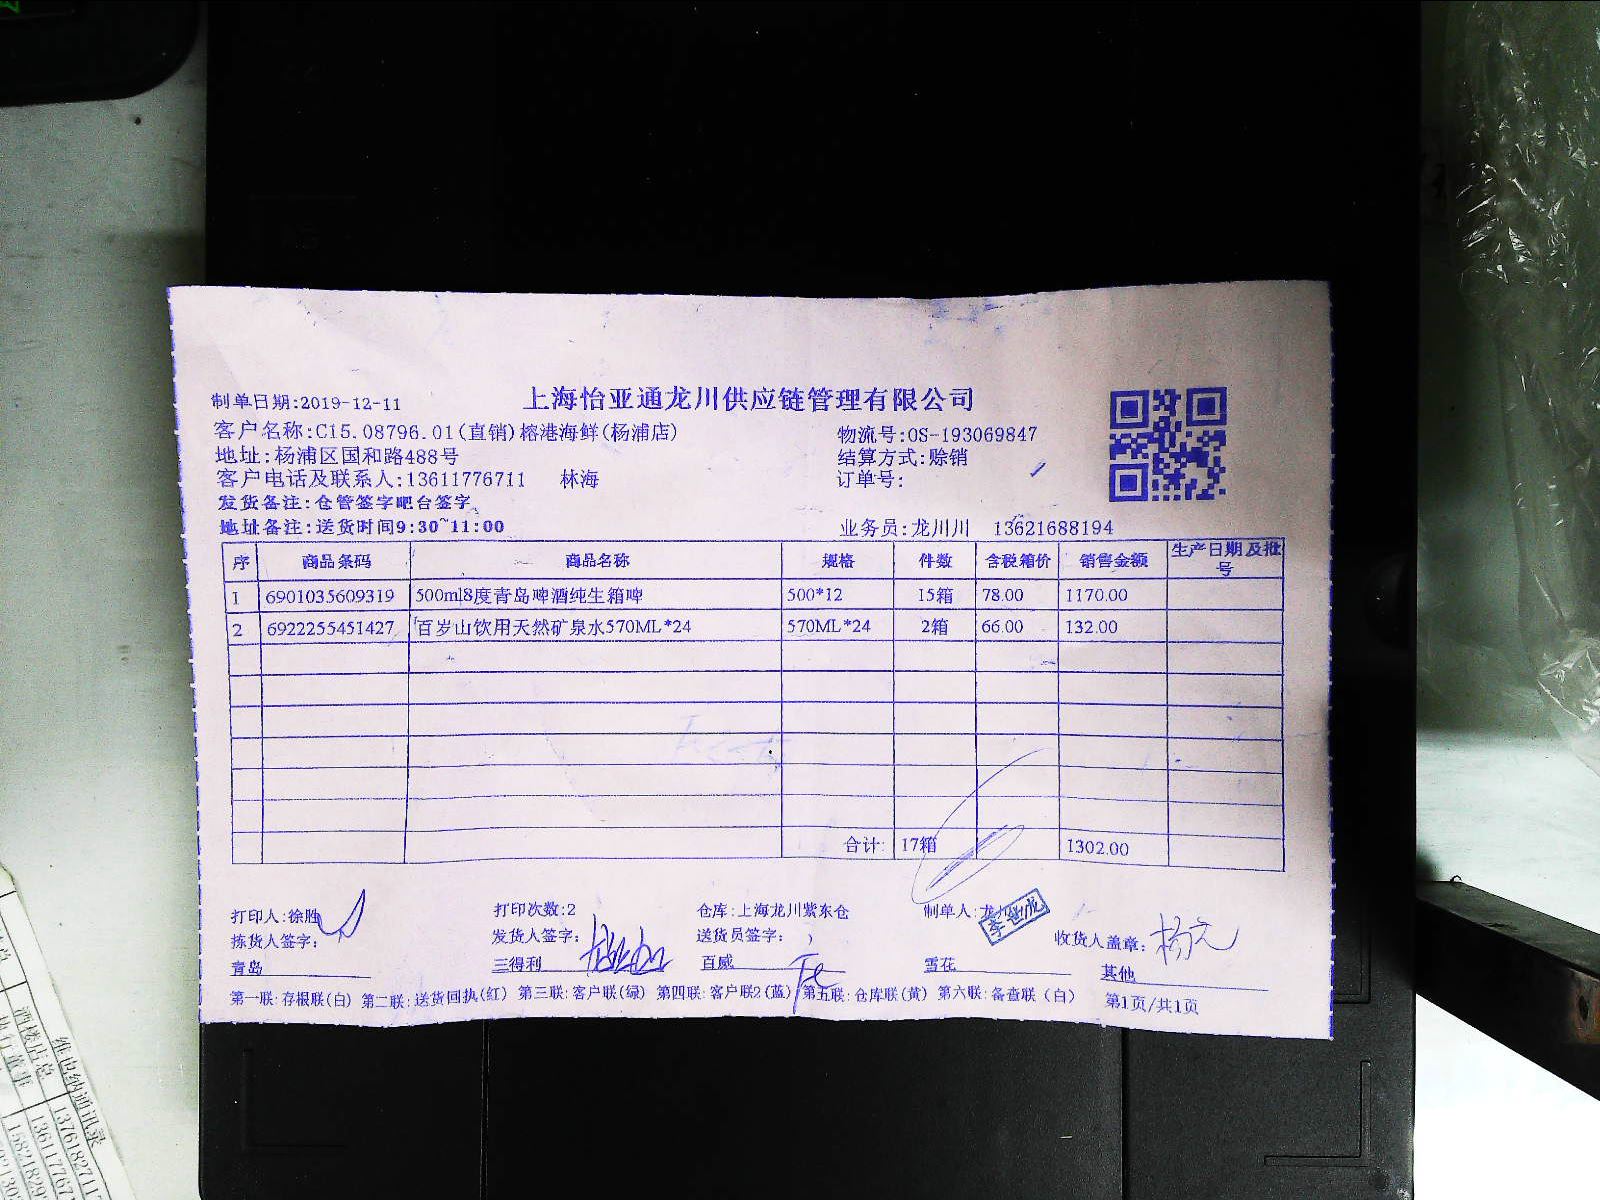 上海怡亚通龙川供应链管理有限公司
制单日期:2019-12-11
客户名称:C15.08796.01(直销)榕港海鲜(杨浦店)
物流号:OS-193069847
地址:杨浦区国和路488号
结算方式:赊销
客户电话及联系人:13611776711 林海
订单号:
发货备注:仓管签字吧台签字
地址备注:送货时间9:30~11:00
业务员:龙川川 13621688194
序 商品条码 商品名称 规格 件数 含税箱价 销售金额 生产日期及批号
1 6901035609319 500ml8度青岛啤酒纯生箱啤 500*12 15箱 78.00 1170.00
2 6922255451427 百岁山饮用天然矿泉水570ML*24 570ML*24 2箱 66.00 132.00
合计: 17箱 1302.00
打印人:徐胜 打印次数:2 仓库:上海龙川紫东仓 制单人:龙
李世龙
拣货人签字: 发货人签字: 送货员签字: 收货人盖章:
青岛 三得利 百威 雪花 其他
第一联:存根联(白) 第二联:送货回执(红) 第三联:客户联(绿) 第四联:客户联2(蓝) 第五联:仓库联(黄) 第六联:备查联(白) 第1页/共1页
维也纳通讯录
酒楼店总